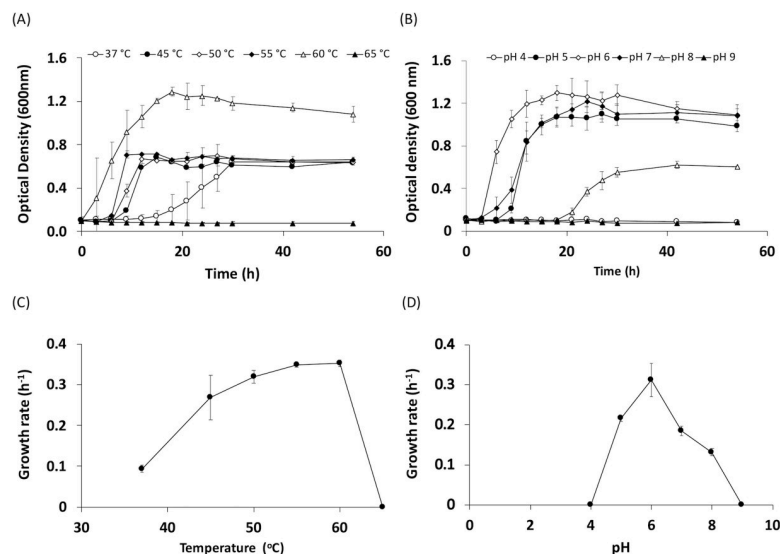 (A)
37 °C 45 °C 50 °C 55 °C 60 °C 65 °C
1.6
1.2
0.8
0.4
0.0
0 20 40 60
Optical Density (600nm)
Time (h)
(B)
pH 4 pH 5 pH 6 pH 7 pH 8 pH 9
1.6
1.2
0.8
0.4
0
0 20 40 60
Optical density (600 nm)
Time (h)
(C)
0.4
0.3
0.2
0.1
0
30 40 50 60
Growth rate (h-1)
Temperature (oC)
(D)
0.4
0.3
0.2
0.1
0
0 2 4 6 8 10
Growth rate (h-1)
pH